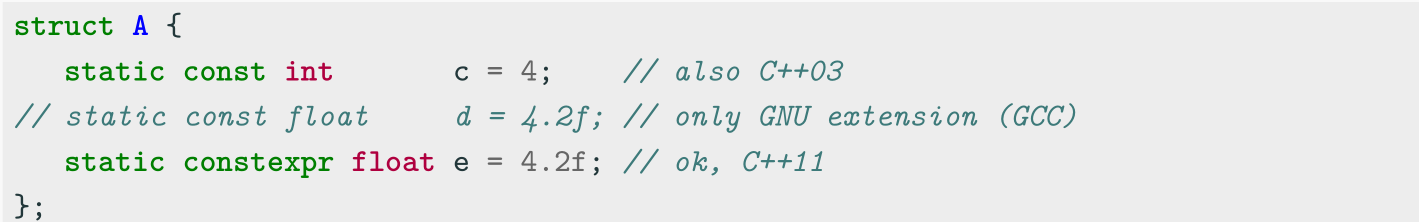 struct A {
static const int c = 4; // also C++03
// static const float d = 4.2f; // only GNU extension (GCC)
static constexpr float e = 4.2f; // ok, C++11
};